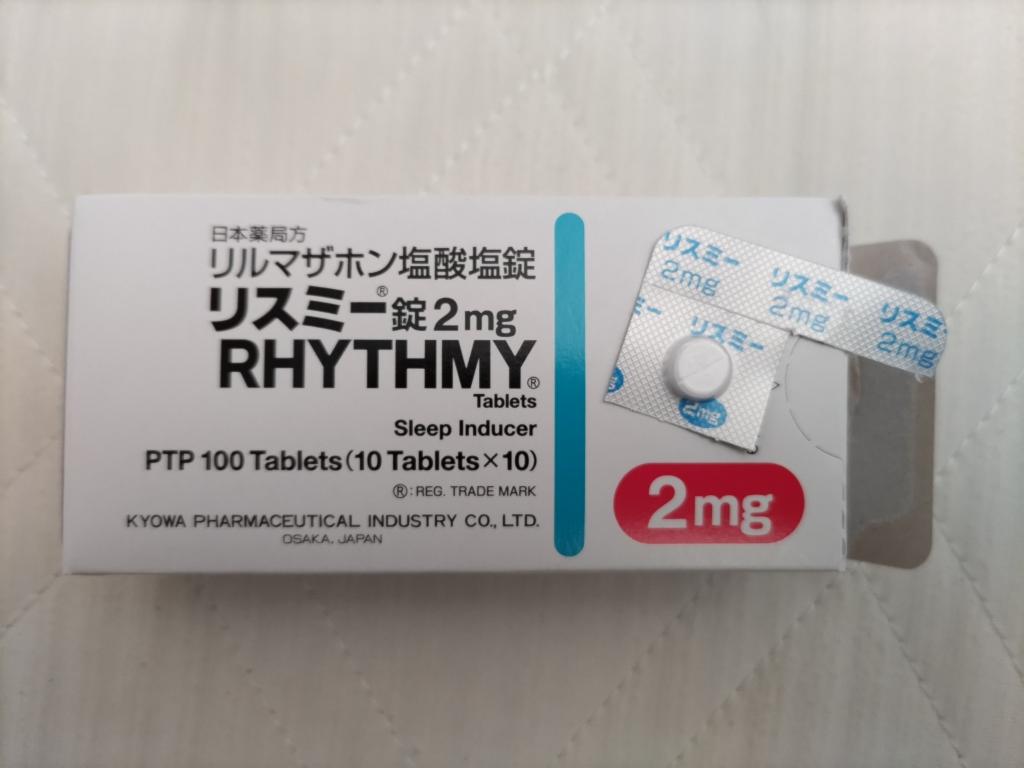 日本薬局方
リルマザホン塩酸塩錠
リスミー®錠2mg
RHYTHMY®
Tablets
Sleep Inducer
PTP 100 Tablets(10 Tablets×10)
®:REG. TRADE MARK
KYOWA PHARMACEUTICAL INDUSTRY CO., LTD.
OSAKA, JAPAN
リスミー
2mg
リスミー
2mg
リスミ
2mg
ー
リスミー
2mg
2mg